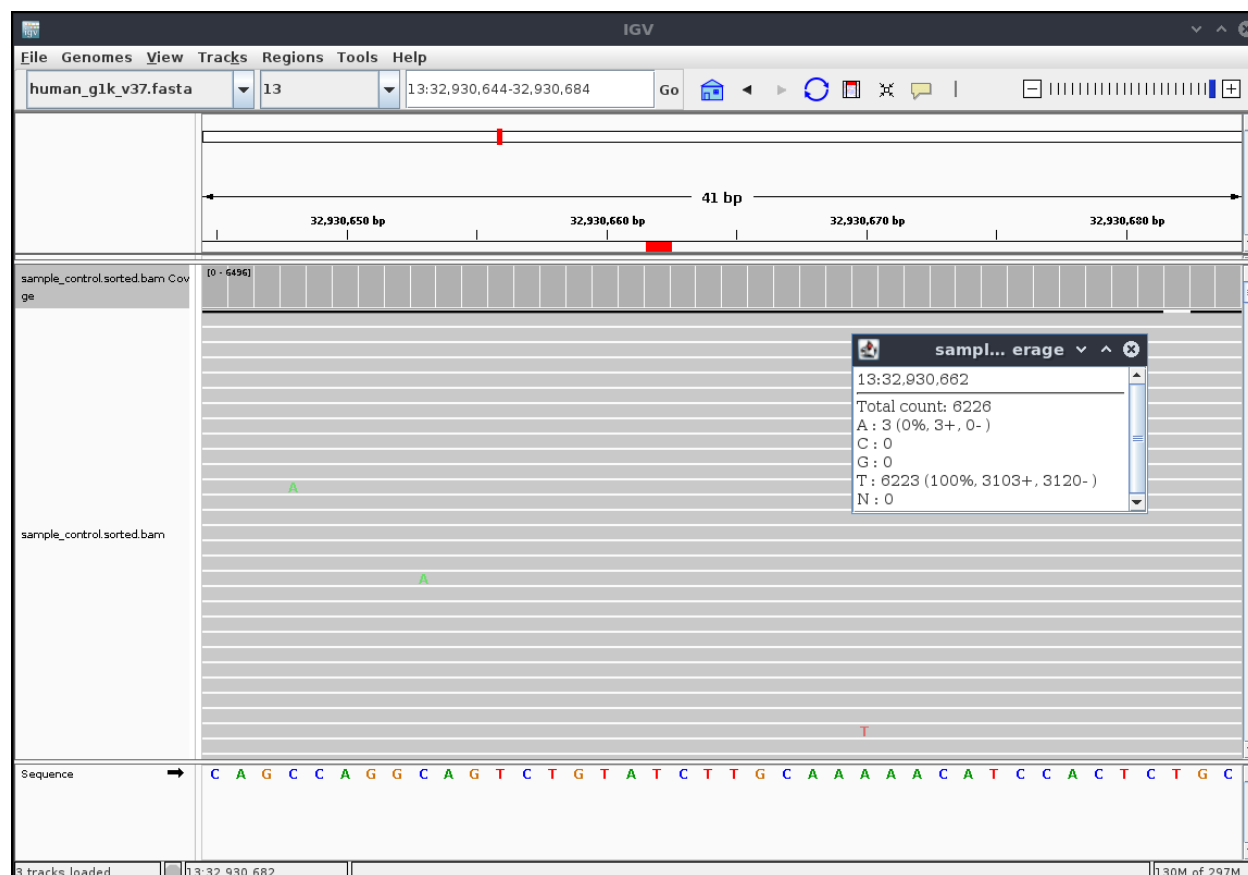 IGV
File Genomes View Tracks Regions Tools Help
human_g1k_v37.fasta 13 13:32,930,644-32,930,684 Go
41 bp
32,930,650 bp 32,930,660 bp 32,930,670 bp 32,930,680 bp
sample_control.sorted.bam Cov
ge
[0 - 6496]
sampl... erage
13:32,930,662
Total count: 6226
A : 3 (0%, 3+, 0- )
C : 0
G : 0
T : 6223 (100%, 3103+, 3120- )
N : 0
A
sample_control.sorted.bam
A
T
Sequence C A G C C A G G C A G T C T G T A T C T T G C A A A A A C A T C C A C T C T G C
3 tracks loaded 13:32,930,682 130M of 297M